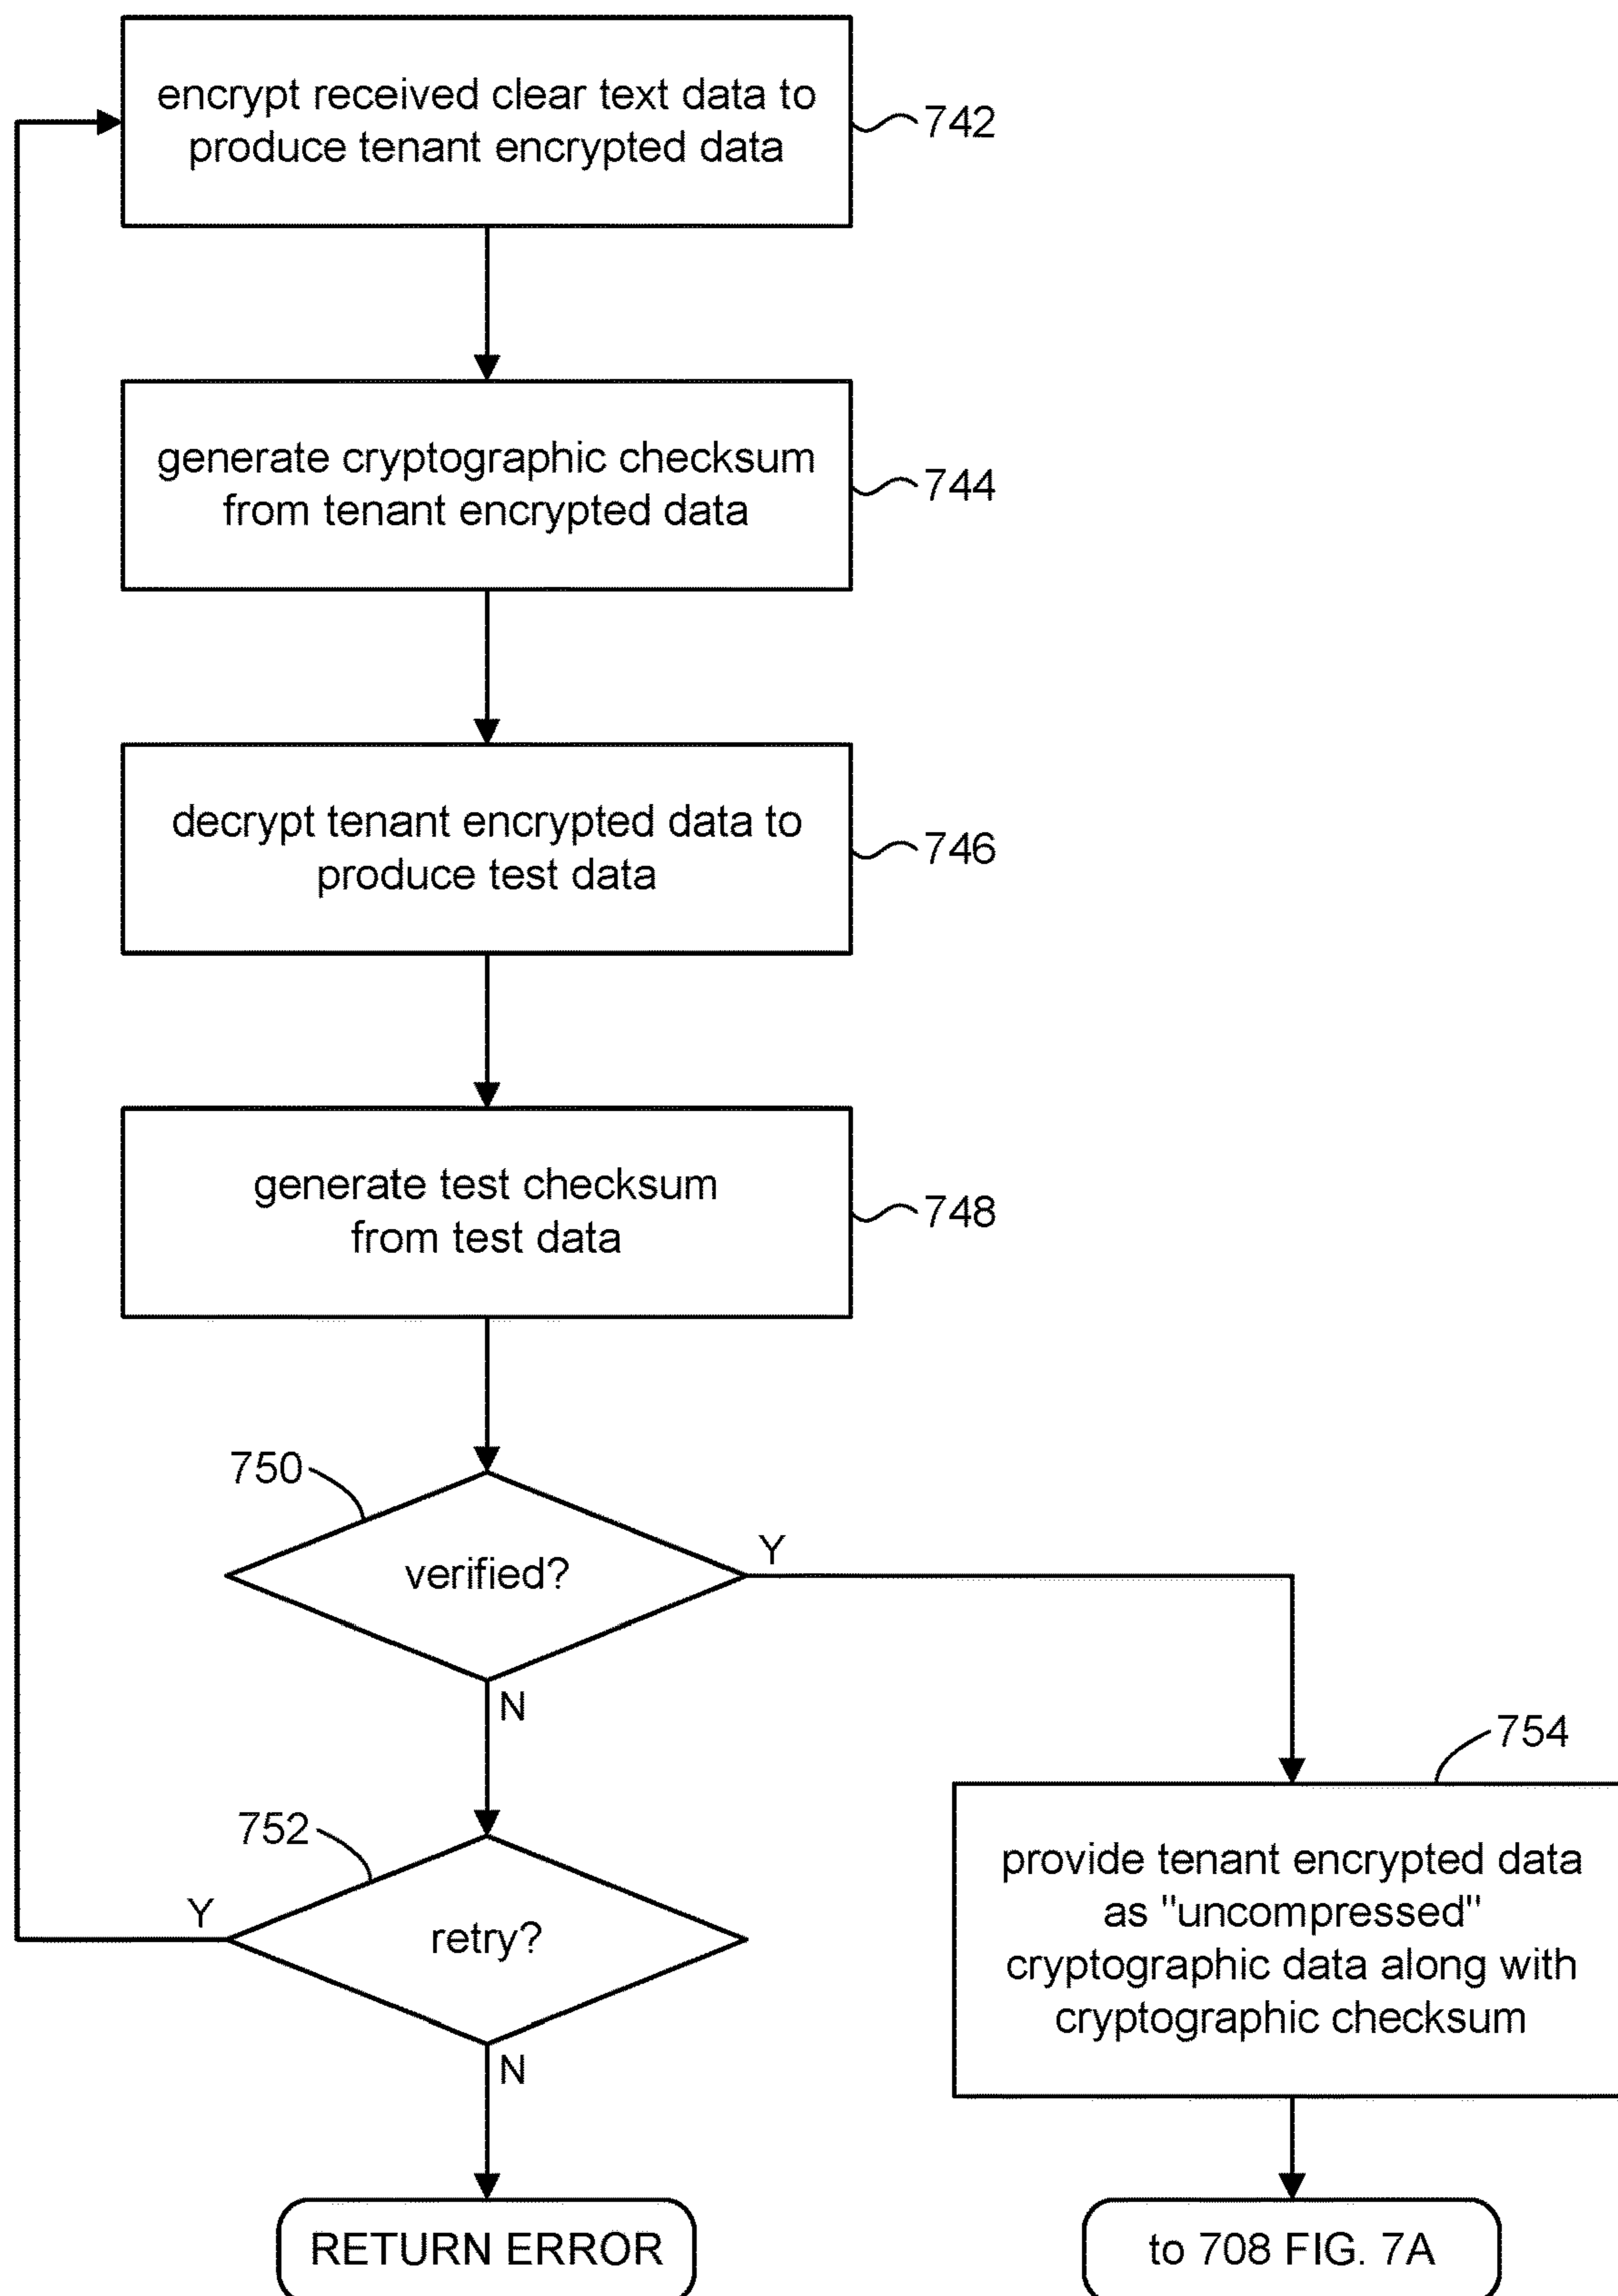 encrypt received clear text data to
produce tenant encrypted data
742
generate cryptographic checksum
from tenant encrypted data
744
decrypt tenant encrypted data to
produce test data
746
generate test checksum
from test data
748
750
verified?
Y
N
752
Y
retry?
N
754
provide tenant encrypted data
as "uncompressed"
cryptographic data along with
cryptographic checksum
RETURN ERROR
to 708 FIG. 7A